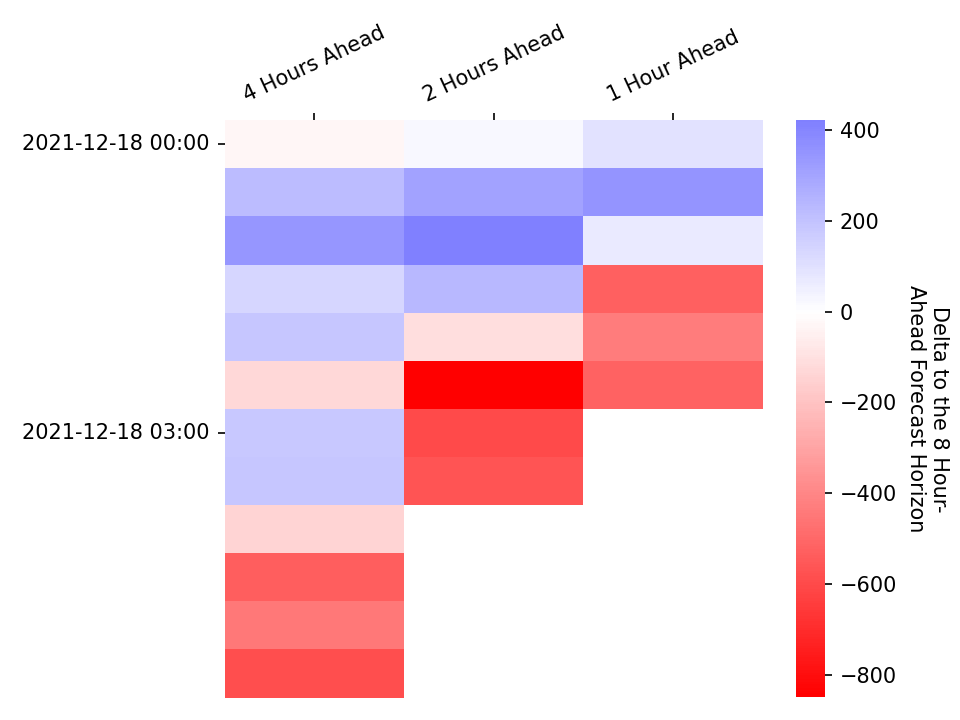 4 Hours Ahead
2 Hours Ahead
1 Hour Ahead
2021-12-18 00:00
2021-12-18 03:00
400
200
0
−200
−400
−600
−800
Delta to the 8 Hour-
Ahead Forecast Horizon